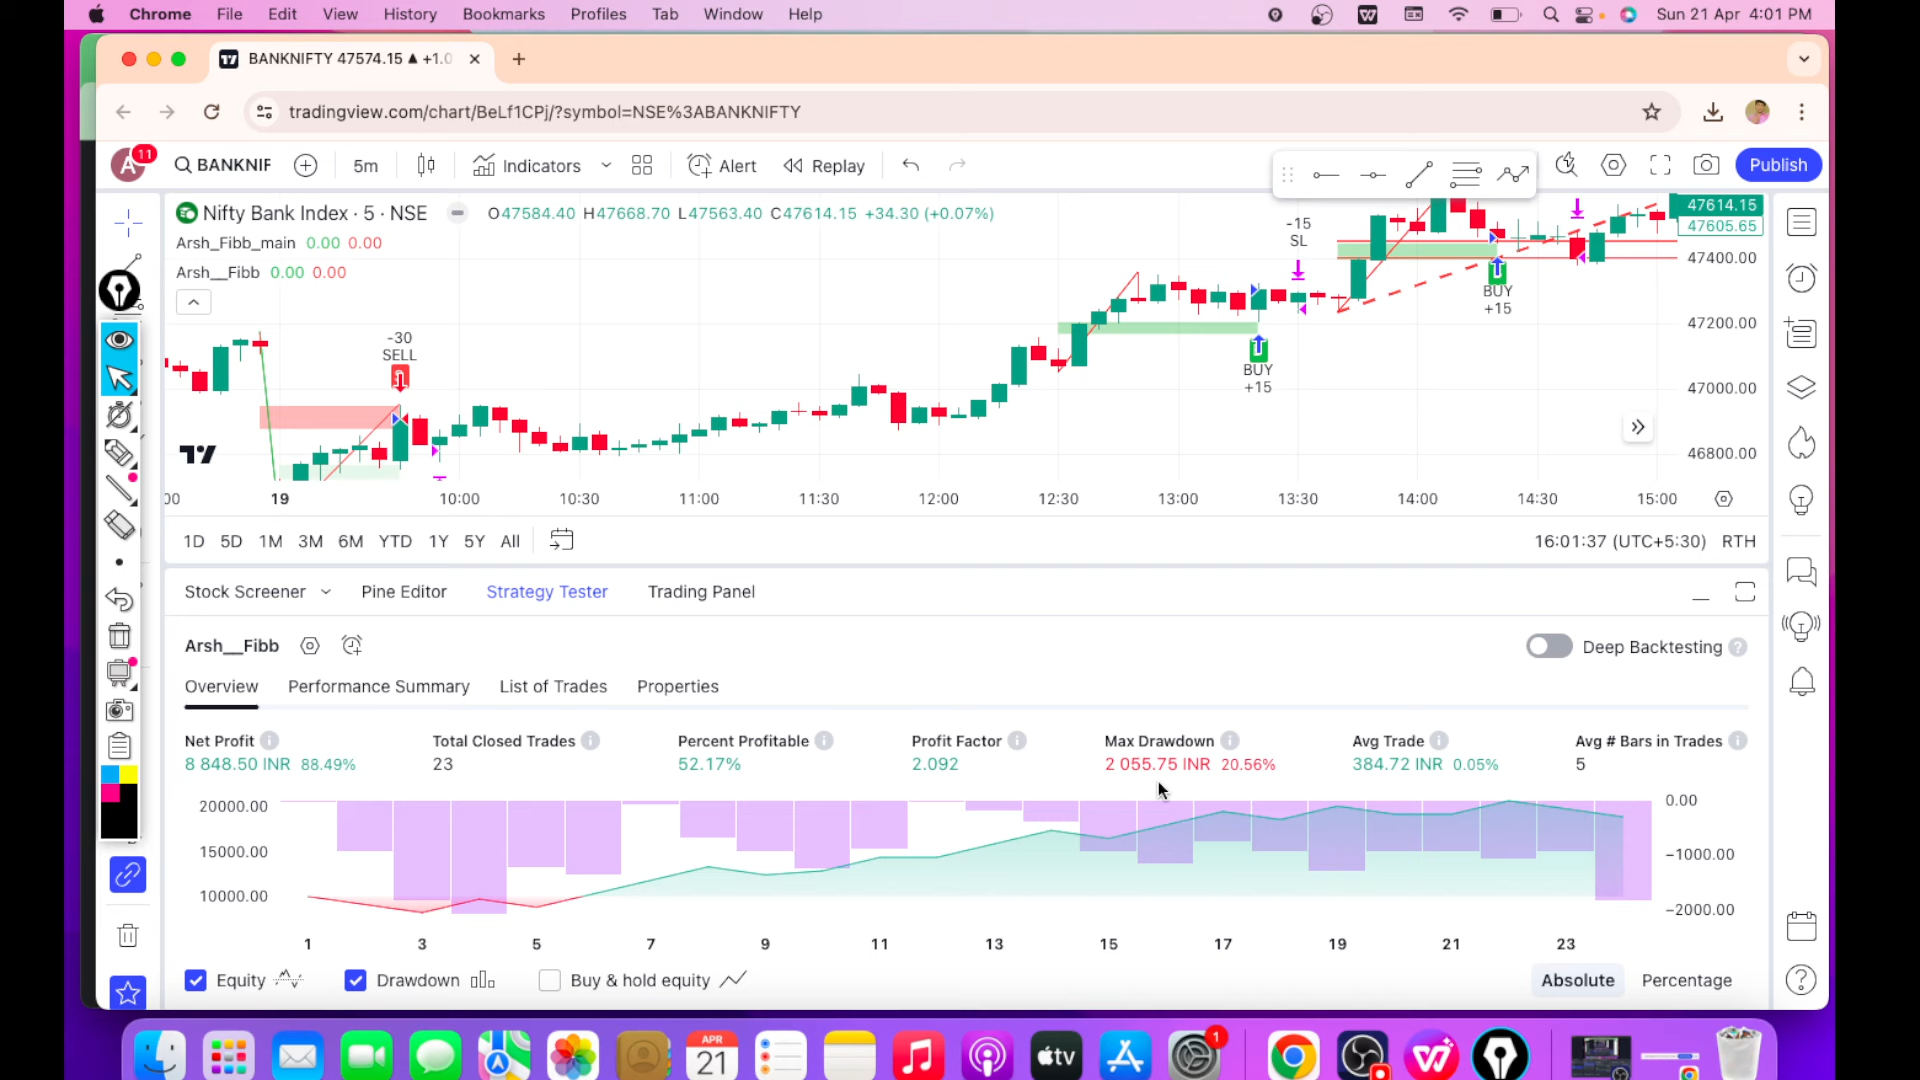 Chrome File Edit View History Bookmarks Profiles Tab Window Help Sun 21 Apr 4:01 PM
BANKNIFTY 47574.15 ▲ +1.0
tradingview.com/chart/BeLf1CPj/?symbol=NSE%3ABANKNIFTY
A 11 BANKNIF 5m Indicators Alert Replay Publish
Nifty Bank Index · 5 · NSE O47584.40 H47668.70 L47563.40 C47614.15 +34.30 (+0.07%)
Arsh_Fibb_main 0.00 0.00
Arsh__Fibb 0.00 0.00
47614.15
47605.65
47400.00
47200.00
47000.00
46800.00
-30
SELL
-15
SL
BUY
+15
BUY
+15
00 19 10:00 10:30 11:00 11:30 12:00 12:30 13:00 13:30 14:00 14:30 15:00
1D 5D 1M 3M 6M YTD 1Y 5Y All 16:01:37 (UTC+5:30) RTH
Stock Screener Pine Editor Strategy Tester Trading Panel
Arsh__Fibb Deep Backtesting
Overview Performance Summary List of Trades Properties
Net Profit Total Closed Trades Percent Profitable Profit Factor Max Drawdown Avg Trade Avg # Bars in Trades
8 848.50 INR 88.49% 23 52.17% 2.092 2 055.75 INR 20.56% 384.72 INR 0.05% 5
20000.00 0.00
15000.00 −1000.00
10000.00 −2000.00
1 3 5 7 9 11 13 15 17 19 21 23
Equity Drawdown Buy & hold equity Absolute Percentage
APR
21
tv
1